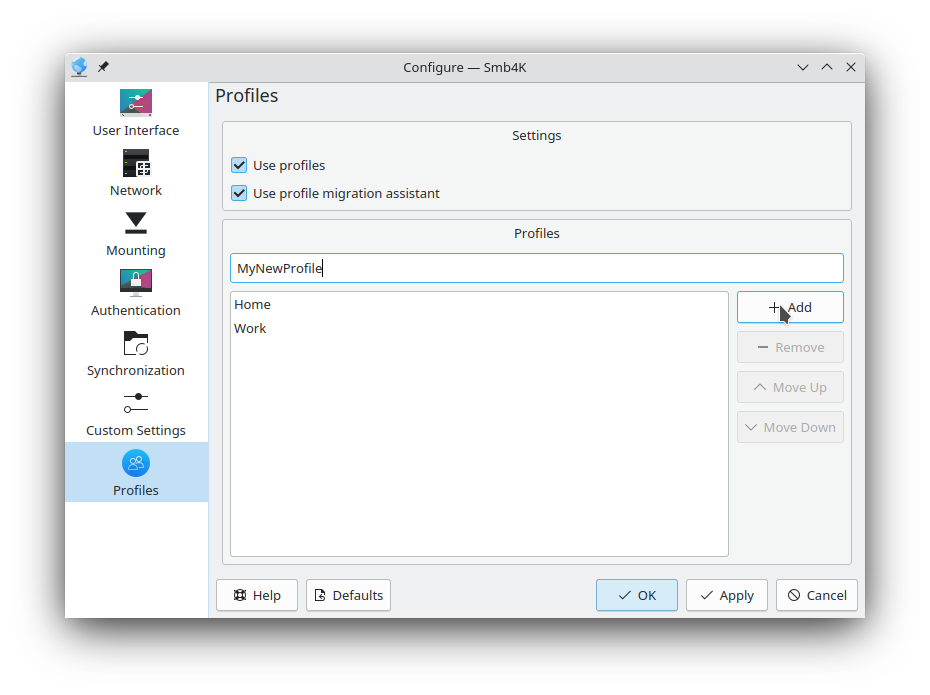 Configure — Smb4K
User Interface
Network
Mounting
Authentication
Synchronization
Custom Settings
Profiles
Profiles
Settings
Use profiles
Use profile migration assistant
Profiles
MyNewProfile
Home
Work
Add
Remove
Move Up
Move Down
Help
Defaults
OK
Apply
Cancel